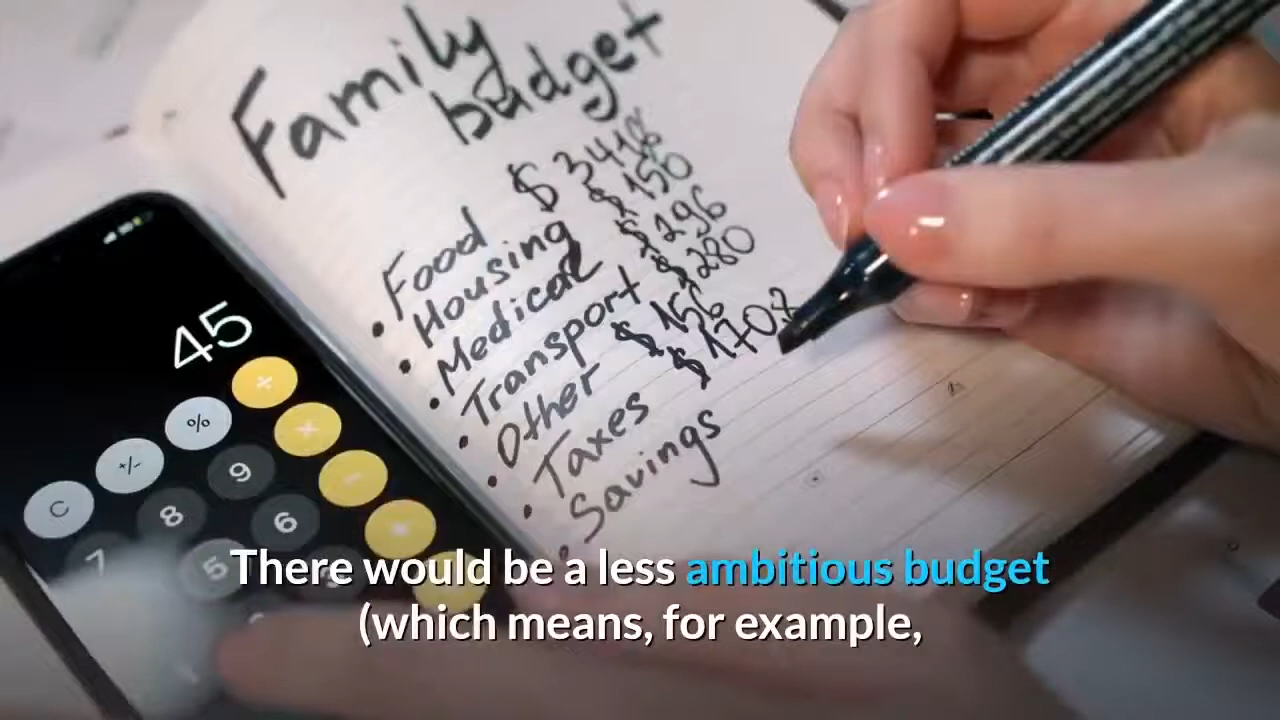 Family
budget
Food $ 3418
• Housing $ 150
• Medical $ 296
• Transport $ 280
• Other $ 156
• Taxes $
• Savings
45
C +/- % ÷
7 8 9 ×
5 6 −
3
There would be a less ambitious budget
(which means, for example,